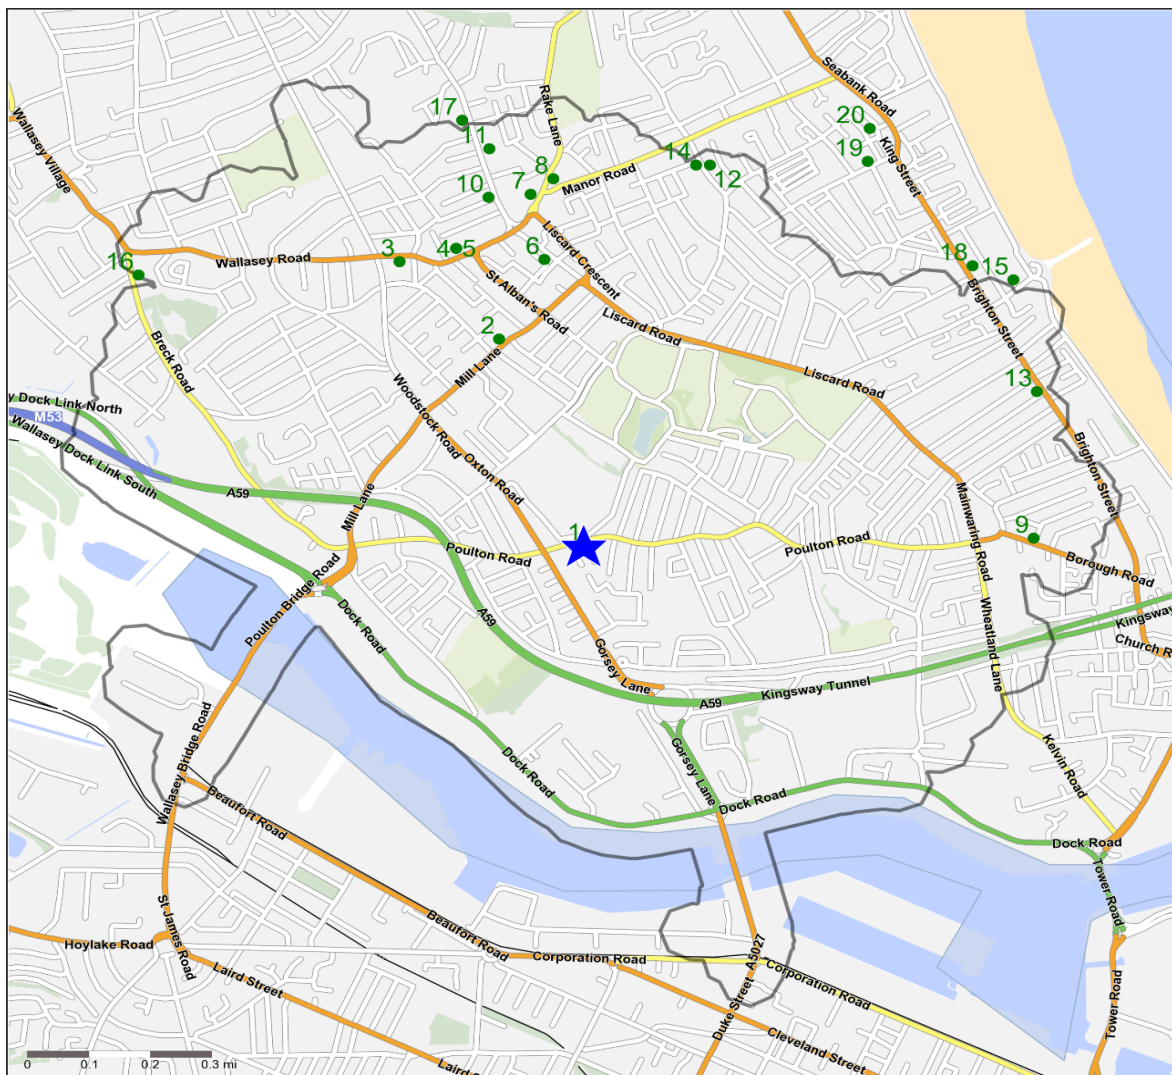 Seabank Road
Rake Lane
Wallasey Village
17
11
20
19
King Street
14
12
8
7
10
Manor Road
Liscard Crescent
4
5
6
3
Wallasey Road
16
18
15
St Alban's Road
Brighton Street
Liscard Road
2
Mill Lane
Breck Road
Liscard Road
Woodstock Road
13
y Dock Link North
M53
Wallasey Dock Link South
Oxton Road
Brighton Street
A59
Mill Lane
Mainwaring Road
1
9
Poulton Road
Poulton Road
Borough Road
Poulton Bridge Road
Dock Road
A59
Wheatland Lane
Kingsway
Church R
Gorsey Lane
Kingsway Tunnel
A59
Wallasey Bridge Road
Dock Road
Gorsey Lane
Kelvin Road
Beaufort Road
Dock Road
Dock Road
Tower Road
St James Road
Beaufort Road
Hoylake Road
Corporation Road
A5027
Corporation Road
Laird Street
Duke Street
Tower Road
Cleveland Street
Laird
0
0.1
0.2
0.3 mi